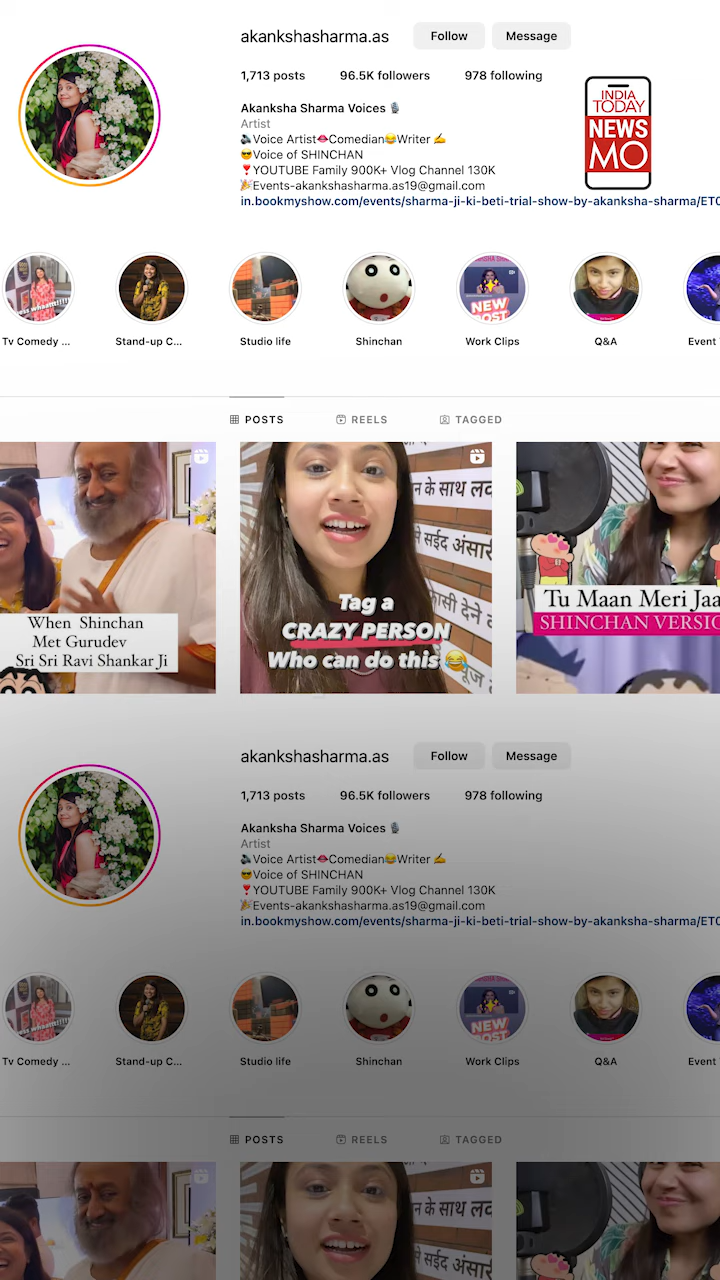 akankshasharma.as Follow Message
1,713 posts 96.5K followers 978 following
INDIA
TODAY
NEWS
MO
Akanksha Sharma Voices 🎙️
Artist
🔈Voice Artist👄Comedian😂Writer ✍️
😎Voice of SHINCHAN
❣️YOUTUBE Family 900K+ Vlog Channel 130K
🎉Events-akankshasharma.as19@gmail.com
in.bookmyshow.com/events/sharma-ji-ki-beti-trial-show-by-akanksha-sharma/ET0
Tv Comedy ... Stand-up C... Studio life Shinchan Work Clips Q&A Event
NEW
POST
POSTS REELS TAGGED
When Shinchan
Met Gurudev
Sri Sri Ravi Shankar Ji
के साथ
सईद अंसारी
देने
Tag a
CRAZY PERSON
Who can do this 😂
Tu Maan Meri Jaa
SHINCHAN VERSIO
akankshasharma.as Follow Message
1,713 posts 96.5K followers 978 following
Akanksha Sharma Voices 🎙️
Artist
🔈Voice Artist👄Comedian😂Writer ✍️
😎Voice of SHINCHAN
❣️YOUTUBE Family 900K+ Vlog Channel 130K
🎉Events-akankshasharma.as19@gmail.com
in.bookmyshow.com/events/sharma-ji-ki-beti-trial-show-by-akanksha-sharma/ET0
Tv Comedy ... Stand-up C... Studio life Shinchan Work Clips Q&A Event
NEW
POST
POSTS REELS TAGGED
के साथ
सईद अंसारी